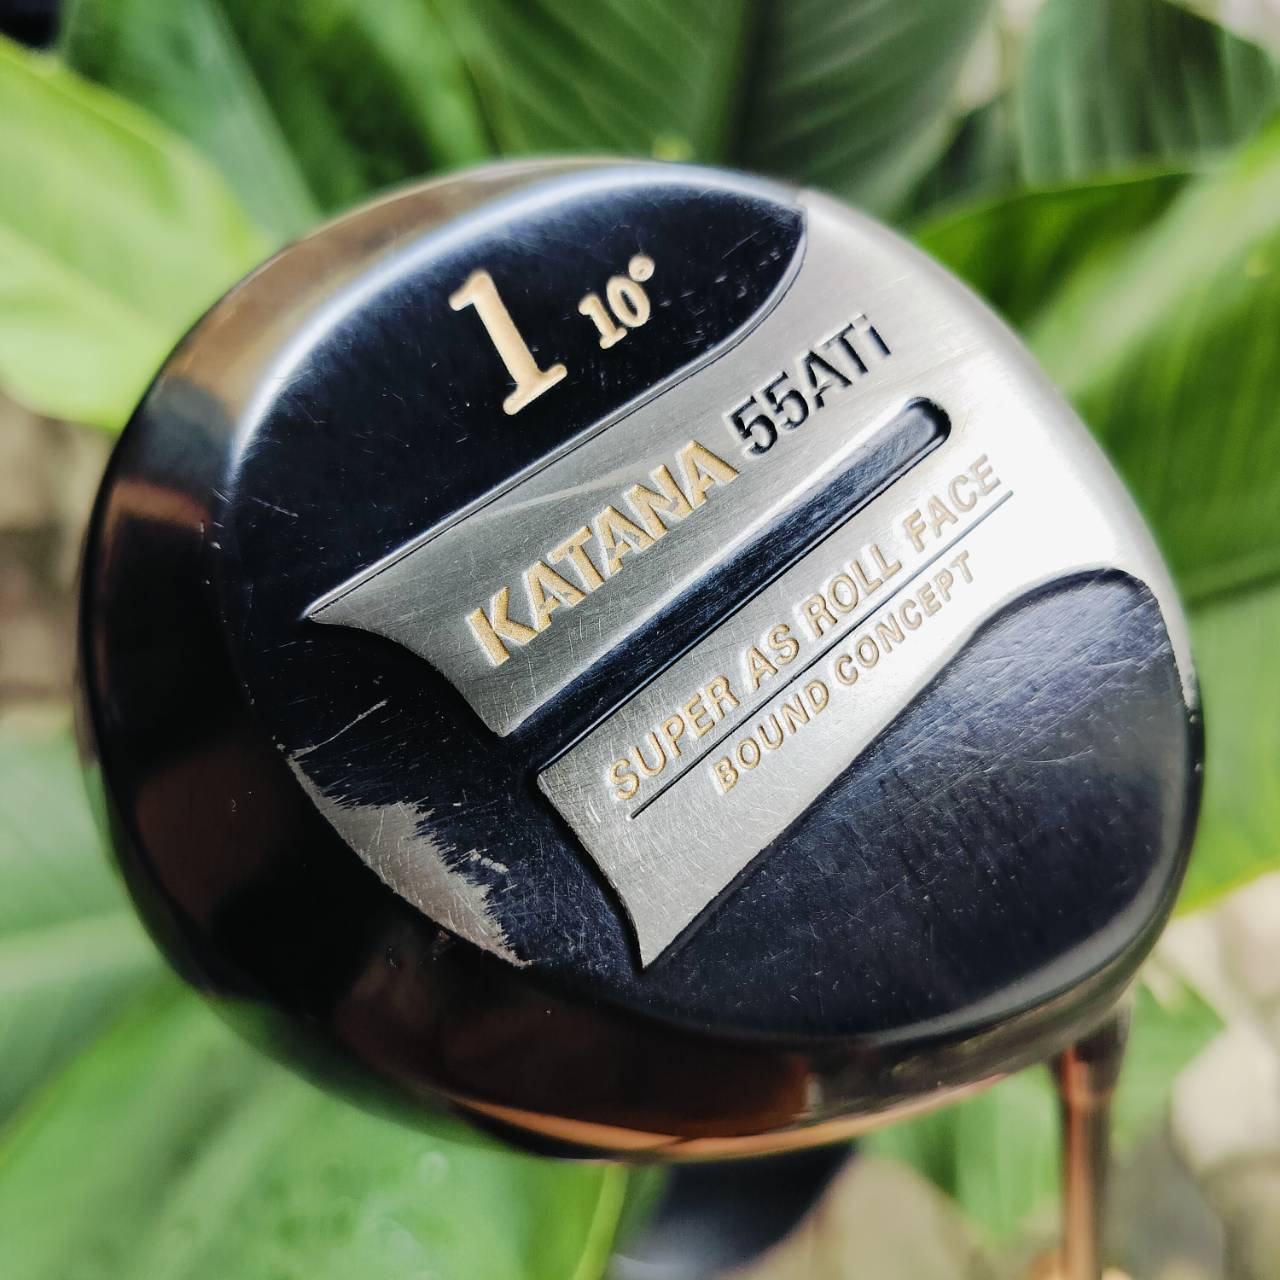 1 10°
KATANA 55ATi
SUPER AS ROLL FACE
BOUND CONCEPT